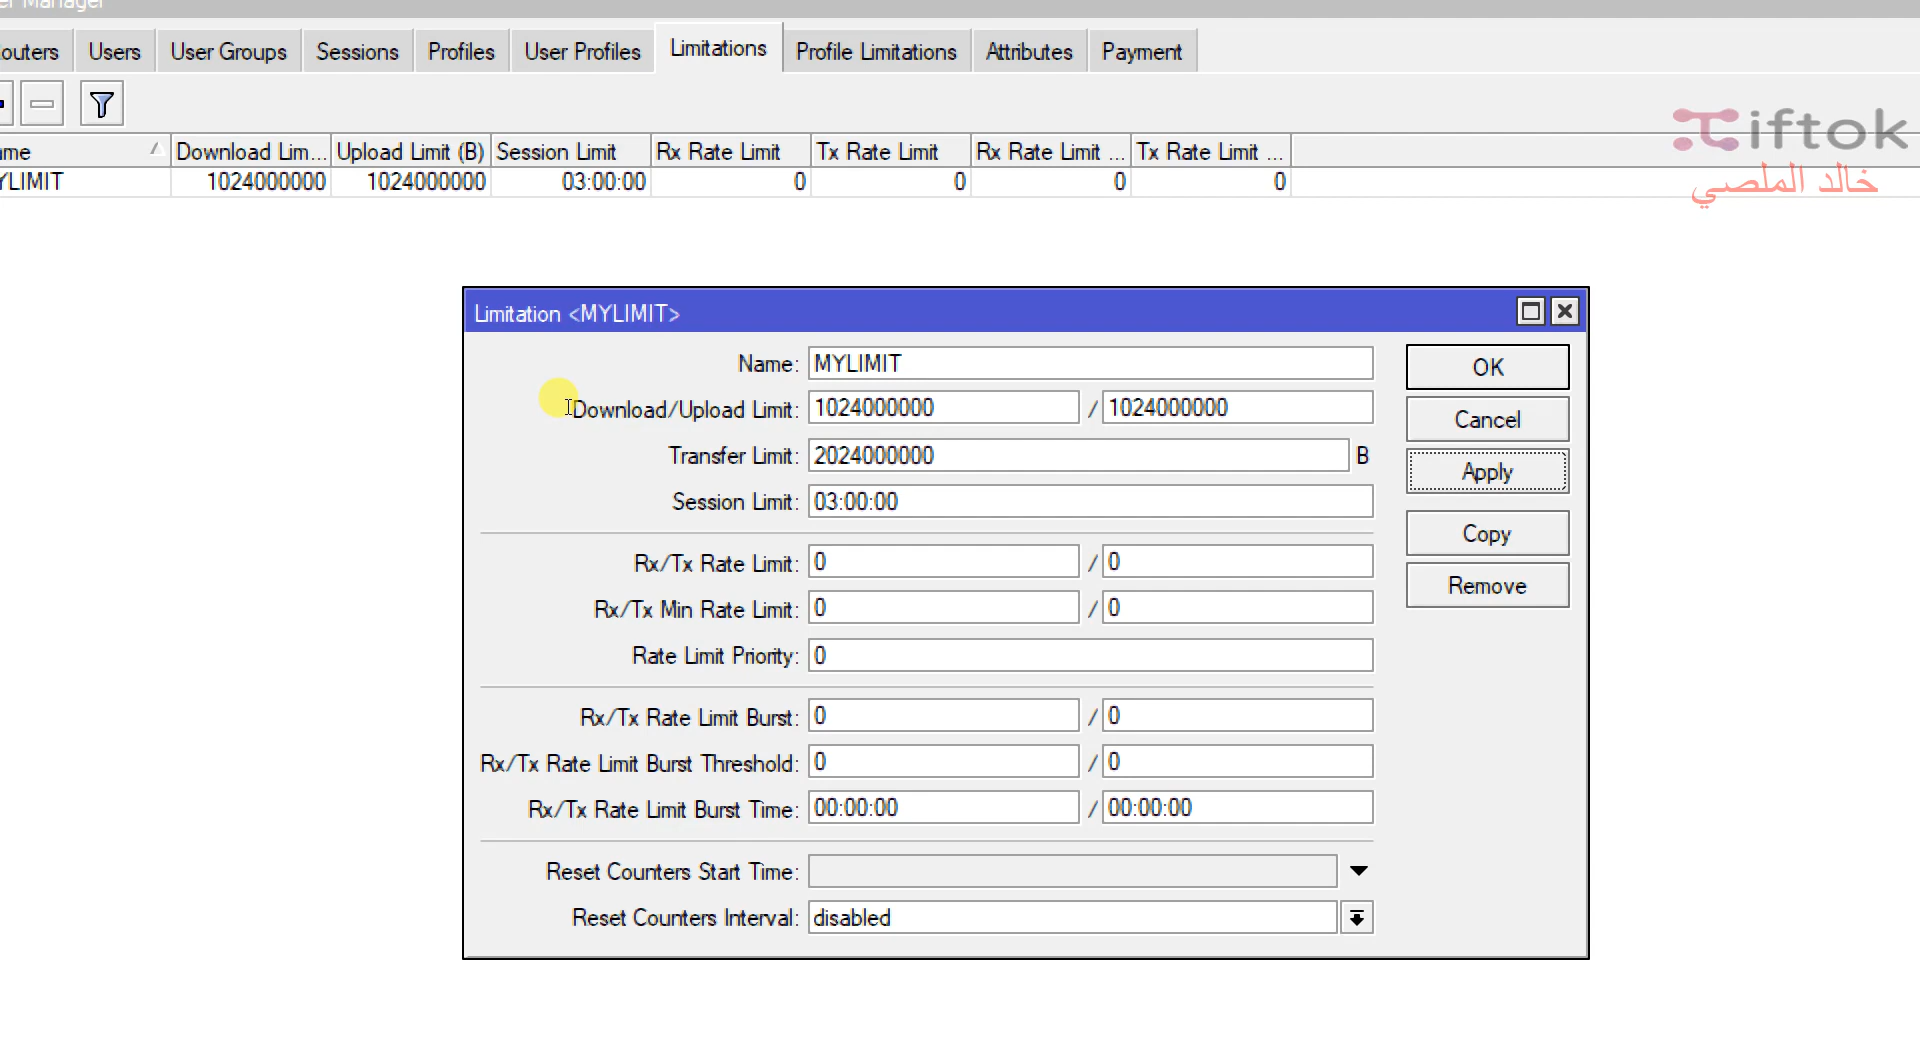 er Manager
outers Users User Groups Sessions Profiles User Profiles Limitations Profile Limitations Attributes Payment
me Download Lim... Upload Limit (B) Session Limit Rx Rate Limit Tx Rate Limit Rx Rate Limit ... Tx Rate Limit ...
YLIMIT 1024000000 1024000000 03:00:00 0 0 0 0
Ciftok
خالد الملصي
Limitation <MYLIMIT>
Name: MYLIMIT
Download/Upload Limit: 1024000000 / 1024000000
Transfer Limit: 2024000000 B
Session Limit: 03:00:00
Rx/Tx Rate Limit: 0 / 0
Rx/Tx Min Rate Limit: 0 / 0
Rate Limit Priority: 0
Rx/Tx Rate Limit Burst: 0 / 0
Rx/Tx Rate Limit Burst Threshold: 0 / 0
Rx/Tx Rate Limit Burst Time: 00:00:00 / 00:00:00
Reset Counters Start Time:
Reset Counters Interval: disabled
OK
Cancel
Apply
Copy
Remove